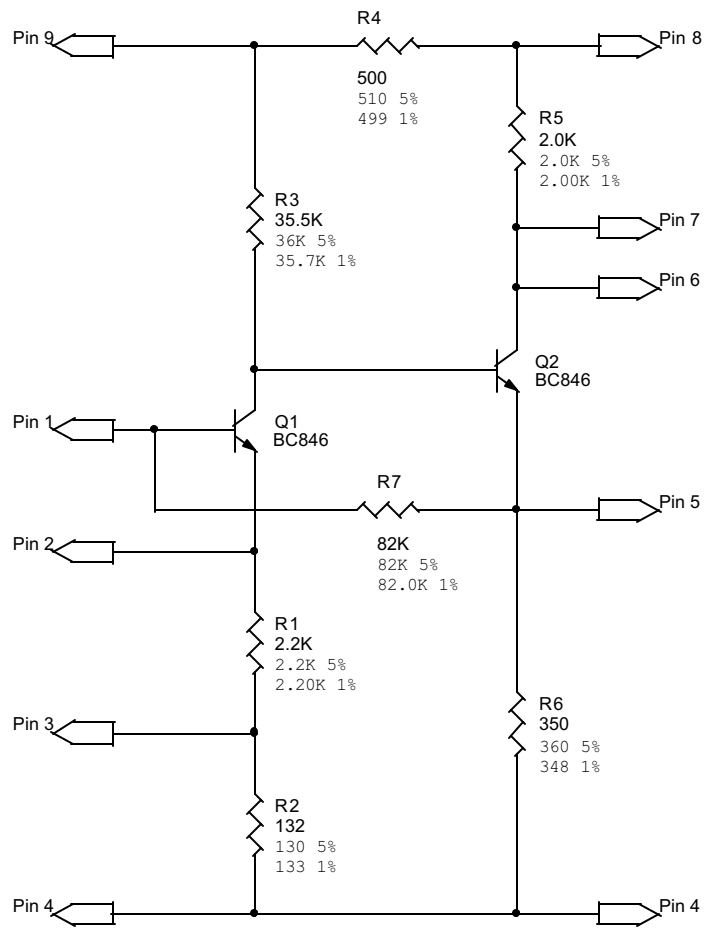 R4
Pin 9
Pin 8
500
510 5%
499 1%
R5
2.0K
2.0K 5%
2.00K 1%
R3
35.5K
36K 5%
35.7K 1%
Pin 7
Pin 6
Q2
BC846
Pin 1
Q1
BC846
R7
Pin 5
82K
82K 5%
82.0K 1%
Pin 2
R1
2.2K
2.2K 5%
2.20K 1%
R6
350
360 5%
348 1%
Pin 3
R2
132
130 5%
133 1%
Pin 4
Pin 4